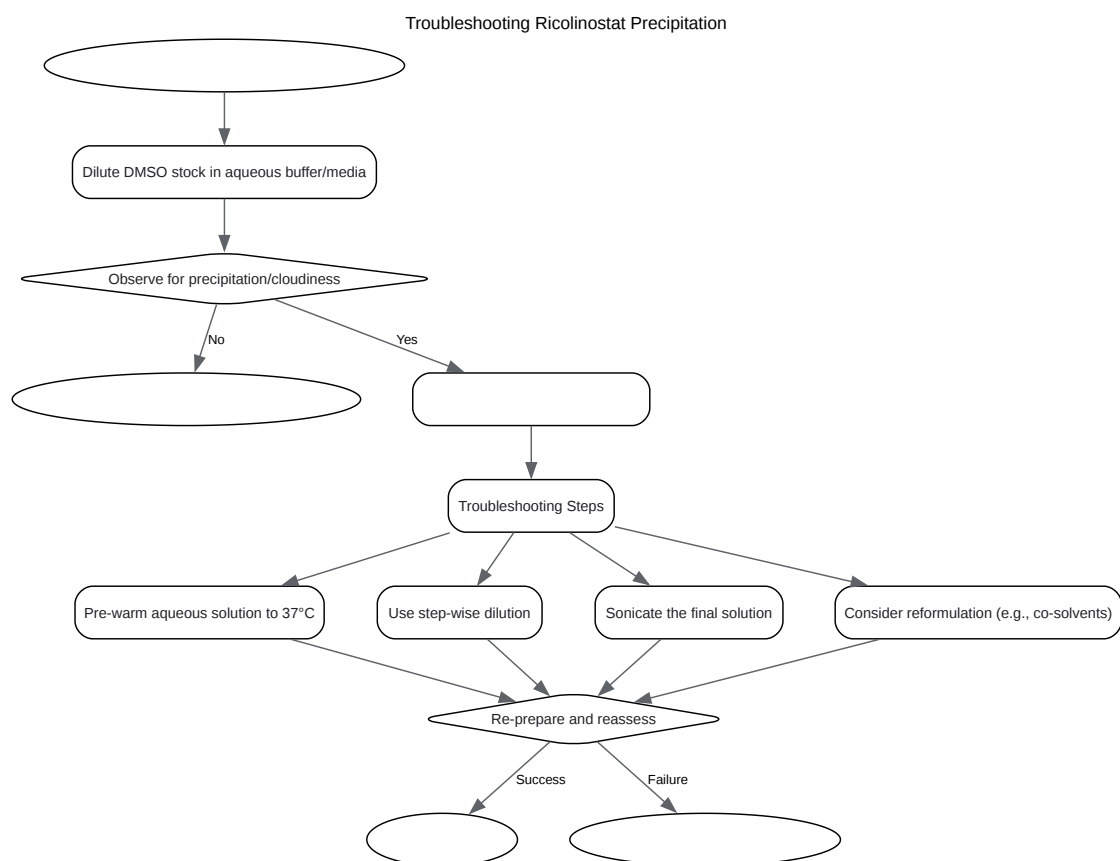 Troubleshooting Ricolinostat Precipitation
Dilute DMSO stock in aqueous buffer/media
Observe for precipitation/cloudiness
No
Yes
Troubleshooting Steps
Pre-warm aqueous solution to 37°C
Use step-wise dilution
Sonicate the final solution
Consider reformulation (e.g., co-solvents)
Re-prepare and reassess
Success
Failure